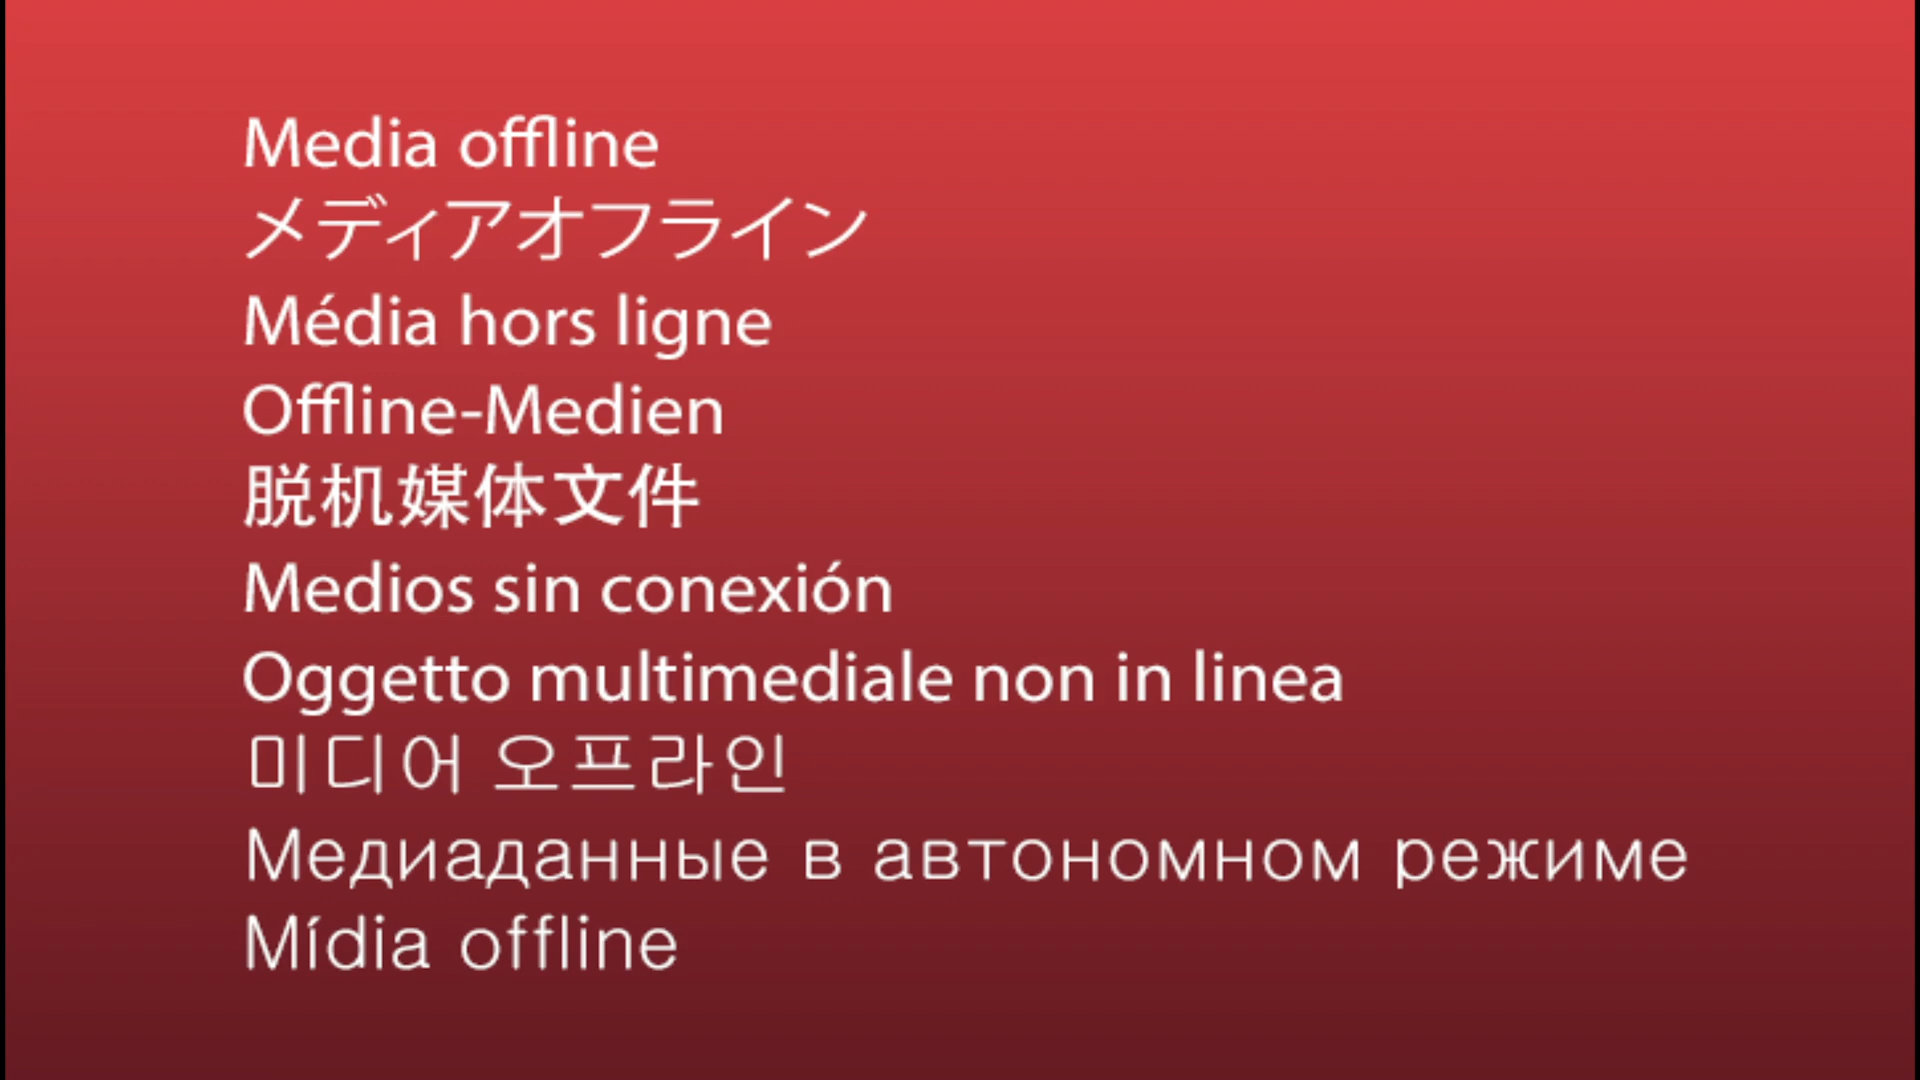 Media offline
メディアオフライン
Média hors ligne
Offline-Medien
脱机媒体文件
Medios sin conexión
Oggetto multimediale non in linea
미디어 오프라인
Медиаданные в автономном режиме
Mídia offline